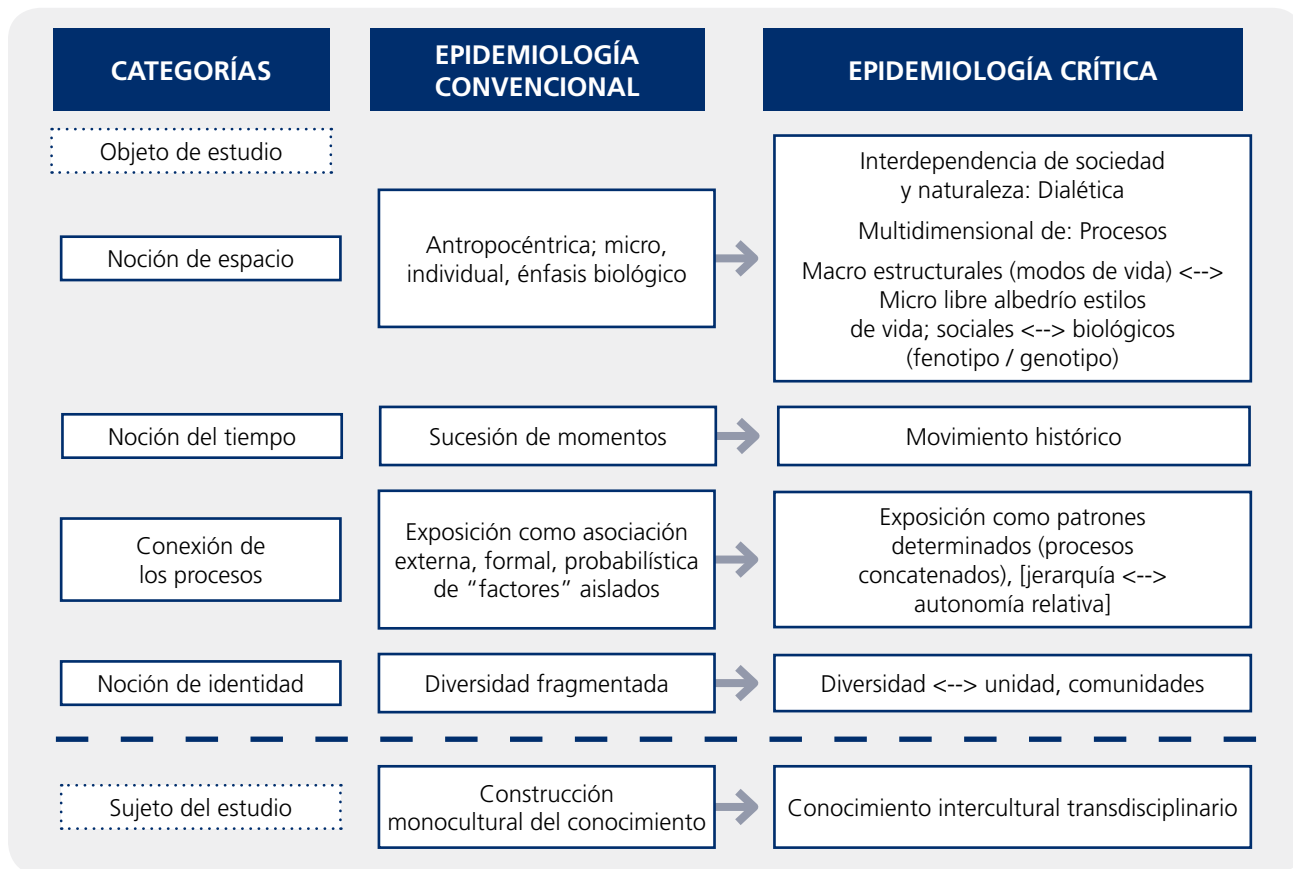 CATEGORÍAS
EPIDEMIOLOGÍA
CONVENCIONAL
EPIDEMIOLOGÍA CRÍTICA
Objeto de estudio
Noción de espacio
Antropocéntrica; micro,
individual, énfasis biológico
Interdependencia de sociedad
y naturaleza: Dialética
Multidimensional de: Procesos
Macro estructurales (modos de vida) <-->
Micro libre albedrío estilos
de vida; sociales <--> biológicos
(fenotipo / genotipo)
Noción del tiempo
Sucesión de momentos
Movimiento histórico
Conexión de
los procesos
Exposición como asociación
externa, formal, probabilística
de “factores” aislados
Exposición como patrones
determinados (procesos
concatenados), [jerarquía <-->
autonomía relativa]
Noción de identidad
Diversidad fragmentada
Diversidad <--> unidad, comunidades
Sujeto del estudio
Construcción
monocultural del conocimiento
Conocimiento intercultural transdisciplinario